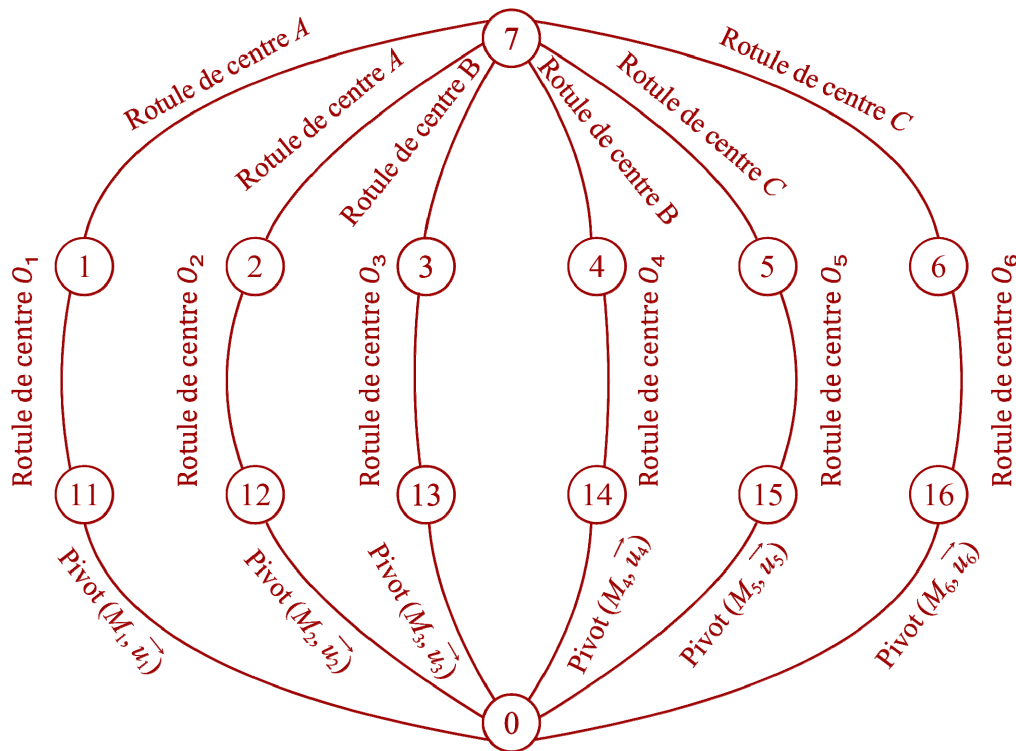 7
Rotule de centre A
Rotule de centre A
Rotule de centre B
Rotule de centre B
Rotule de centre C
Rotule de centre C
1
2
3
4
5
6
Rotule de centre O₁
Rotule de centre O₂
Rotule de centre O₃
Rotule de centre O₄
Rotule de centre O₅
Rotule de centre O₆
11
12
13
14
15
16
Pivot (M₁, u₁⃗)
Pivot (M₂, u₂⃗)
Pivot (M₃, u₃⃗)
Pivot (M₄, u₄⃗)
Pivot (M₅, u₅⃗)
Pivot (M₆, u₆⃗)
0